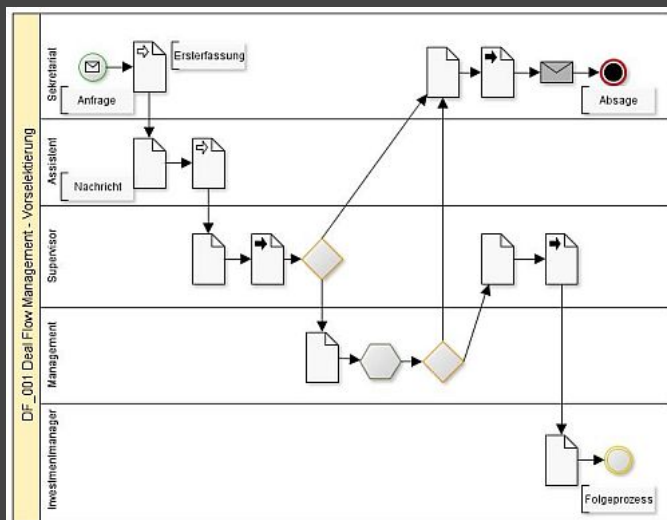 DF_001 Deal Flow Management - Vorselektierung
Sekretariat
Ersterfassung
Anfrage
Absage
Assistent
Nachricht
Supervisor
Management
Investmentmanager
Folgeprozess